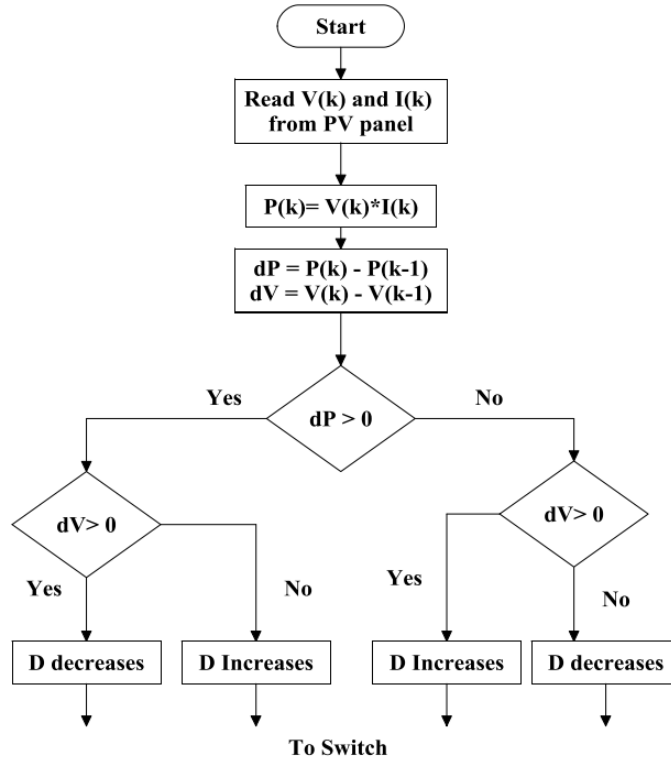 Start
Read V(k) and I(k)
from PV panel
P(k)= V(k)*I(k)
dP = P(k) - P(k-1)
dV = V(k) - V(k-1)
Yes
No
dP > 0
dV> 0
dV> 0
Yes
No
Yes
No
D decreases
D Increases
D Increases
D decreases
To Switch